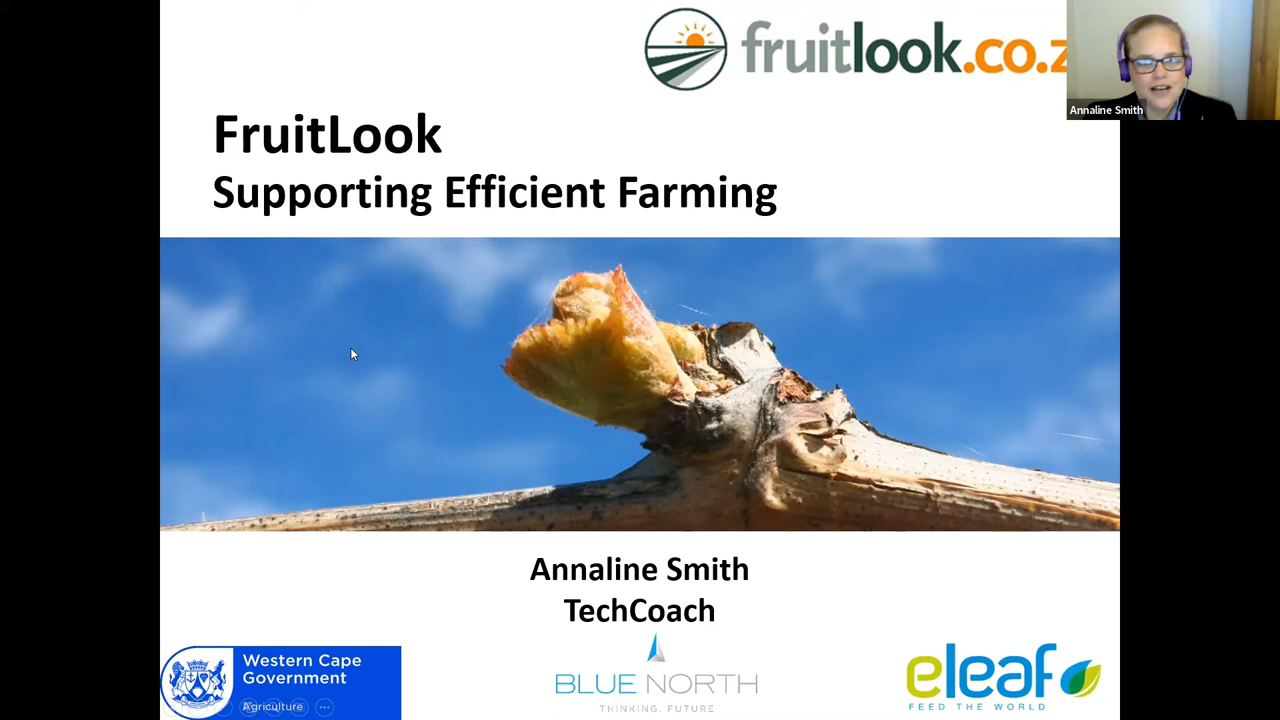 fruitlook.co.z
Annaline Smith
FruitLook
Supporting Efficient Farming
Annaline Smith
TechCoach
Western Cape
Government
Agriculture
BLUE NORTH
THINKING. FUTURE
eleaf
FEED THE WORLD